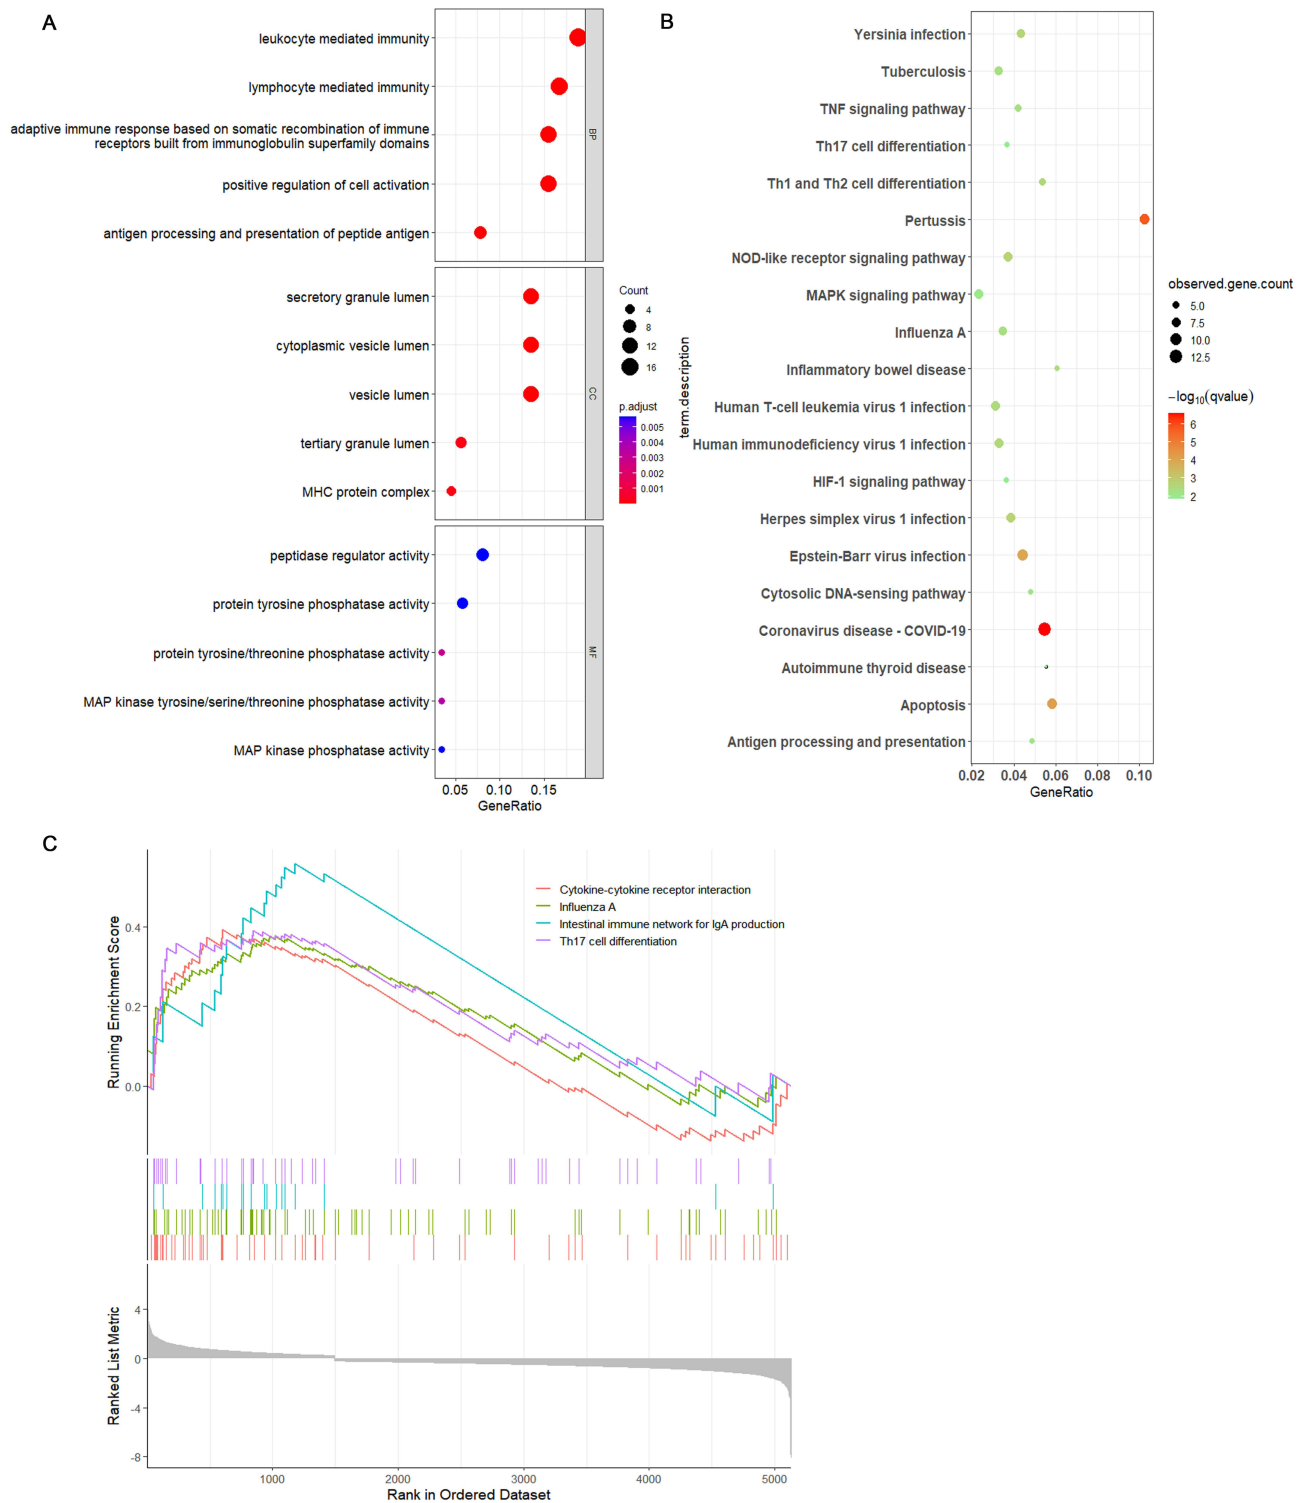 A
leukocyte mediated immunity
lymphocyte mediated immunity
adaptive immune response based on somatic recombination of immune
receptors built from immunoglobulin superfamily domains
positive regulation of cell activation
antigen processing and presentation of peptide antigen
BP
secretory granule lumen
cytoplasmic vesicle lumen
vesicle lumen
tertiary granule lumen
MHC protein complex
CC
peptidase regulator activity
protein tyrosine phosphatase activity
protein tyrosine/threonine phosphatase activity
MAP kinase tyrosine/serine/threonine phosphatase activity
MAP kinase phosphatase activity
MF
0.05 0.10 0.15
GeneRatio
Count
4
8
12
16
p.adjust
0.005
0.004
0.003
0.002
0.001
B
term.description
Yersinia infection
Tuberculosis
TNF signaling pathway
Th17 cell differentiation
Th1 and Th2 cell differentiation
Pertussis
NOD-like receptor signaling pathway
MAPK signaling pathway
Influenza A
Inflammatory bowel disease
Human T-cell leukemia virus 1 infection
Human immunodeficiency virus 1 infection
HIF-1 signaling pathway
Herpes simplex virus 1 infection
Epstein-Barr virus infection
Cytosolic DNA-sensing pathway
Coronavirus disease - COVID-19
Autoimmune thyroid disease
Apoptosis
Antigen processing and presentation
0.02 0.04 0.06 0.08 0.10
GeneRatio
observed.gene.count
5.0
7.5
10.0
12.5
−log10(qvalue)
6
5
4
3
2
C
Running Enrichment Score
0.4
0.2
0.0
Cytokine-cytokine receptor interaction
Influenza A
Intestinal immune network for IgA production
Th17 cell differentiation
Ranked List Metric
4
0
-4
-8
1000 2000 3000 4000 5000
Rank in Ordered Dataset